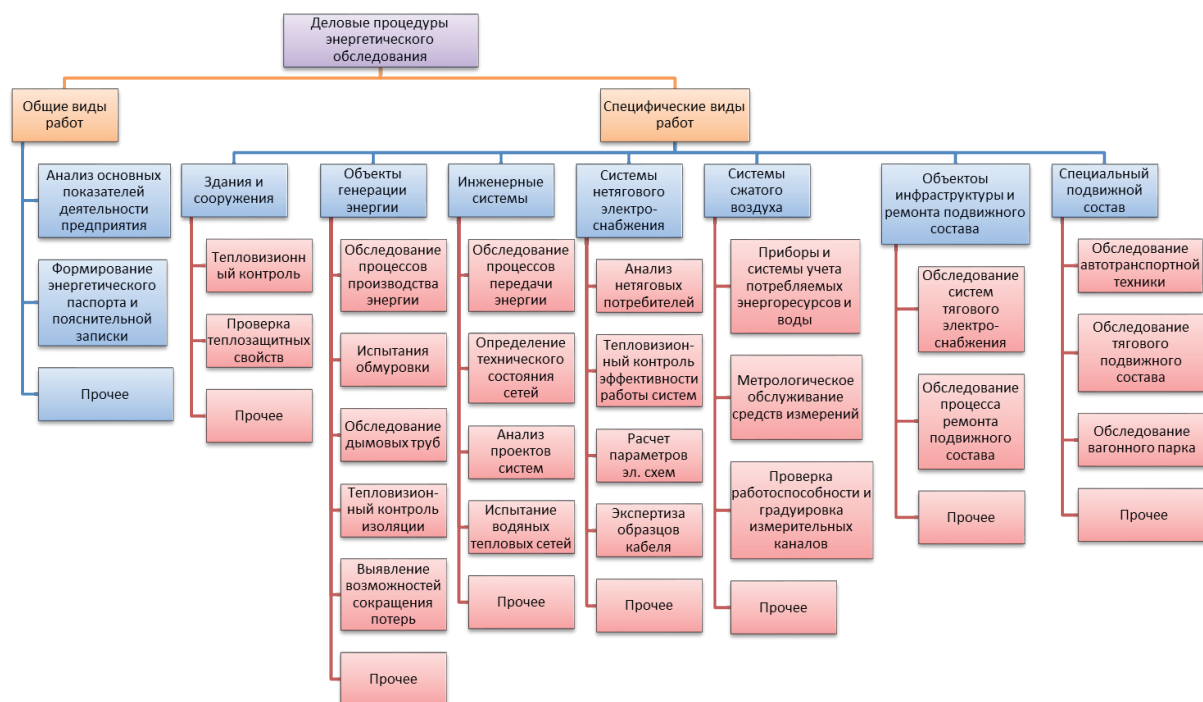 Деловые процедуры
энергетического
обследования
Общие виды
работ
Специфические виды
работ
Анализ основных
показателей
деятельности
предприятия
Формирование
энергетического
паспорта и
пояснительной
записки
Прочее
Здания и
сооружения
Тепловизион-
ный контроль
Проверка
теплозащитных
свойств
Прочее
Объекты
генерации
энергии
Обследование
процессов
производства
энергии
Испытания
обмуровки
Обследование
дымовых труб
Тепловизион-
ный контроль
изоляции
Выявление
возможностей
сокращения
потерь
Прочее
Инженерные
системы
Обследование
процессов
передачи
энергии
Определение
технического
состояния
сетей
Анализ
проектов
систем
Испытание
водяных
тепловых сетей
Прочее
Системы
нетягового
электро-
снабжения
Анализ
нетяговых
потребителей
Тепловизион-
ный контроль
эффективности
работы систем
Расчет
параметров
эл. схем
Экспертиза
образцов
кабеля
Прочее
Системы
сжатого
воздуха
Приборы и
системы учета
потребляемых
энергоресурсов и
воды
Метрологическое
обслуживание
средств измерений
Проверка
работоспособности и
градуировка
измерительных
каналов
Прочее
Объектоы
инфраструктуры и
ремонта подвижного
состава
Обследование
систем
тягового
электро-
снабжения
Обследование
процесса
ремонта
подвижного
состава
Прочее
Специальный
подвижной
состав
Обследование
автотранспортной
техники
Обследование
тягового
подвижного
состава
Обследование
вагонного парка
Прочее